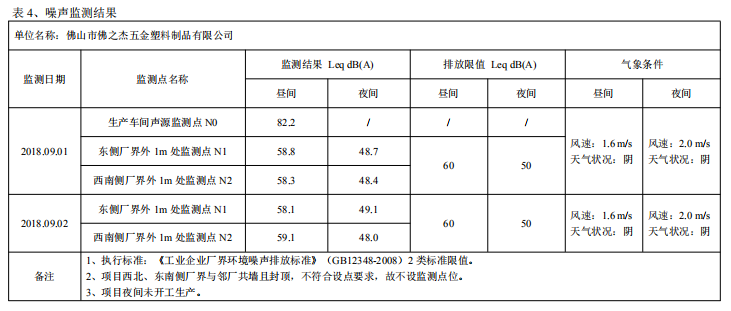 表 4、噪声监测结果
单位名称：佛山市佛之杰五金塑料制品有限公司
监测日期 监测点名称 监测结果 Leq dB(A) 排放限值 Leq dB(A) 气象条件
昼间 夜间 昼间 夜间 昼间 夜间
2018.09.01 生产车间声源监测点 N0 82.2 / / / 风速：1.6 m/s 天气状况：阴 风速：2.0 m/s 天气状况：阴
东侧厂界外 1m 处监测点 N1 58.8 48.7 60 50
西南侧厂界外 1m 处监测点 N2 58.3 48.4
2018.09.02 东侧厂界外 1m 处监测点 N1 58.1 49.1 60 50 风速：1.6 m/s 天气状况：阴 风速：2.0 m/s 天气状况：阴
西南侧厂界外 1m 处监测点 N2 59.1 48.0
备注 1、执行标准：《工业企业厂界环境噪声排放标准》（GB12348-2008）2 类标准限值。
2、项目西北、东南侧厂界与邻厂共墙且封顶，不符合设点要求，故不设监测点位。
3、项目夜间未开工生产。